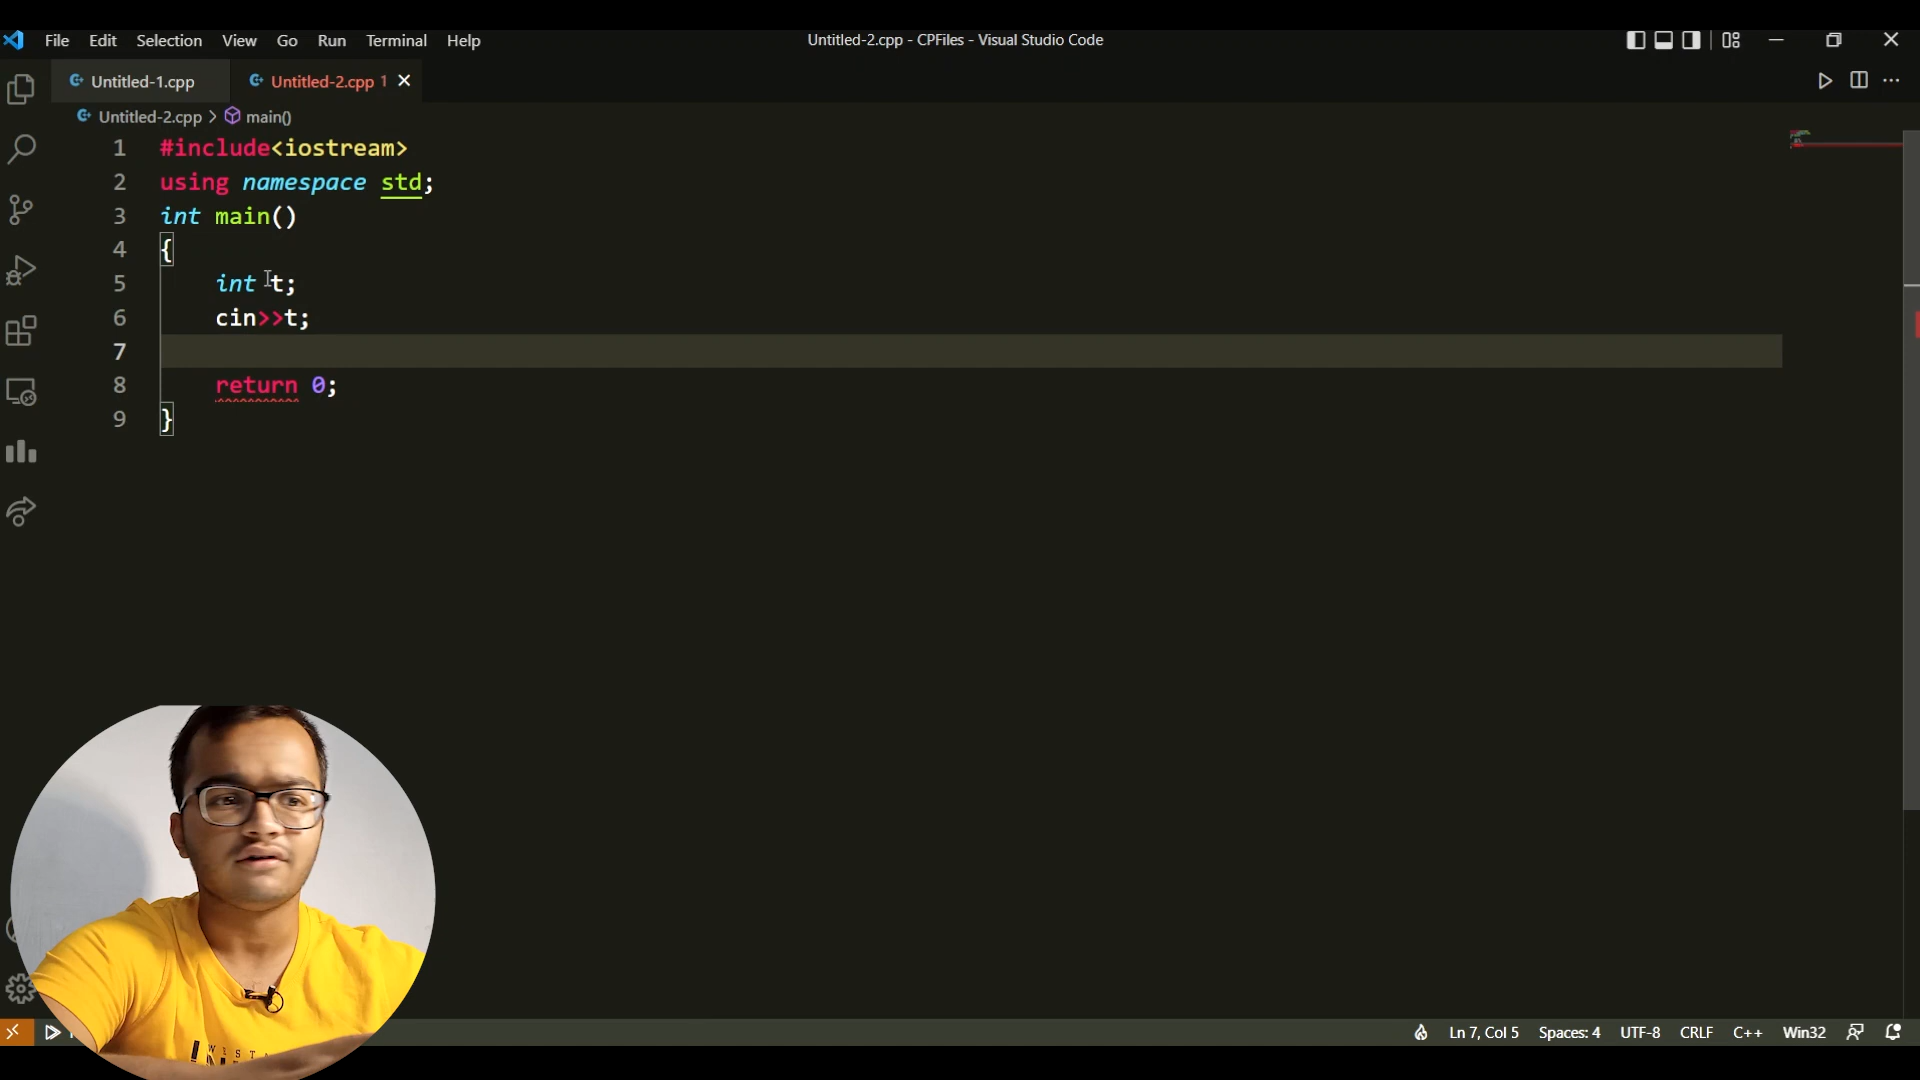 File Edit Selection View Go Run Terminal Help
Untitled-2.cpp - CPFiles - Visual Studio Code
Untitled-1.cpp
Untitled-2.cpp 1
Untitled-2.cpp > main()
1 #include<iostream>
2 using namespace std;
3 int main()
4 {
5 int t;
6 cin>>t;
7
8 return 0;
9 }
Ln 7, Col 5 Spaces: 4 UTF-8 CRLF C++ Win32